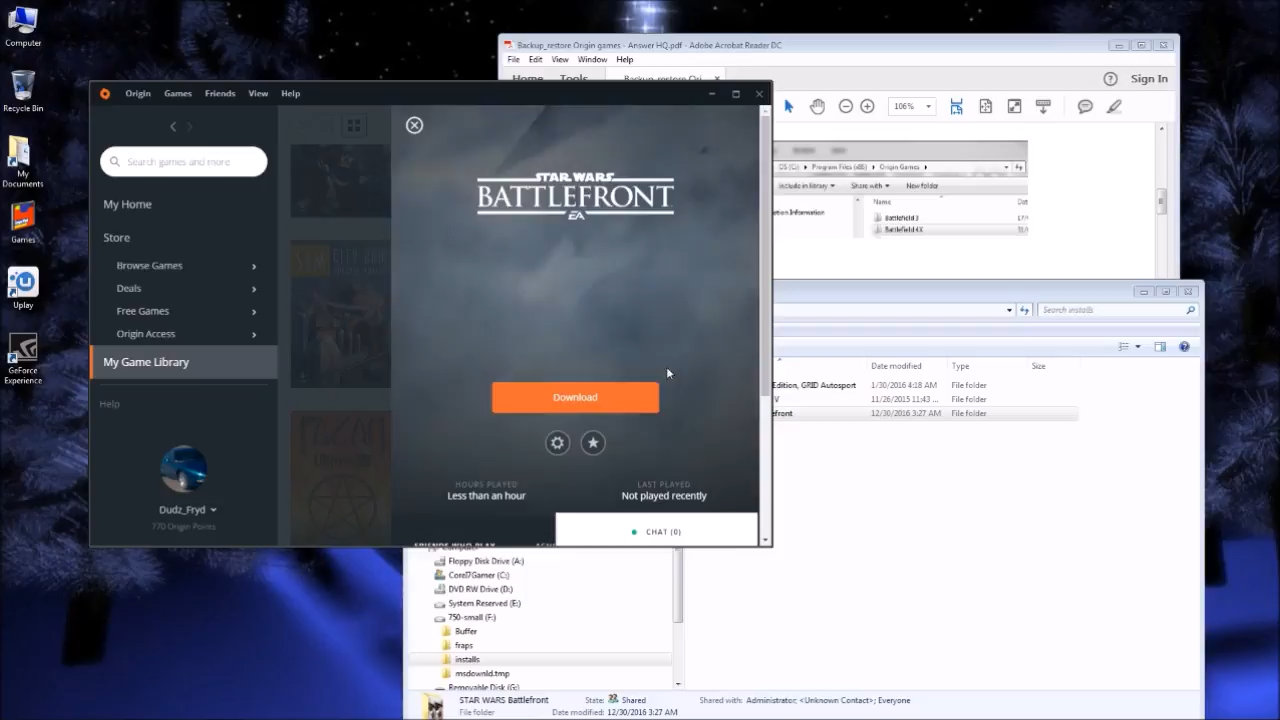 Computer
Recycle Bin
My
Documents
Games
Uplay
GeForce
Experience
Backup_restore Origin games - Answer HQ.pdf - Adobe Acrobat Reader DC
File Edit View Window Help
Home Tools Backup_restore Ori... ×
Sign In
106%
OS (C:) Program Files (x86) Origin Games
Include in library Share with New folder
Name
Battlefield 3
Battlefield 4X
Origin Games Friends View Help
Search games and more
My Home
Store
Browse Games
Deals
Free Games
Origin Access
My Game Library
Help
Dudz_Fryd
770 Origin Points
STAR WARS
BATTLEFRONT
EA
Download
HOURS PLAYED
Less than an hour
LAST PLAYED
Not played recently
CHAT (0)
Search installs
Date modified Type Size
Edition, GRID Autosport 1/30/2016 4:18 AM File folder
V 11/26/2015 11:43 ... File folder
efront 12/30/2016 3:27 AM File folder
Floppy Disk Drive (A:)
CoreI7Gamer (C:)
DVD RW Drive (D:)
System Reserved (E:)
750-small (F:)
Buffer
fraps
installs
msdownld.tmp
Removable Disk (G:)
STAR WARS Battlefront State: Shared Shared with: Administrator; <Unknown Contact>; Everyone
File folder Date modified: 12/30/2016 3:27 AM